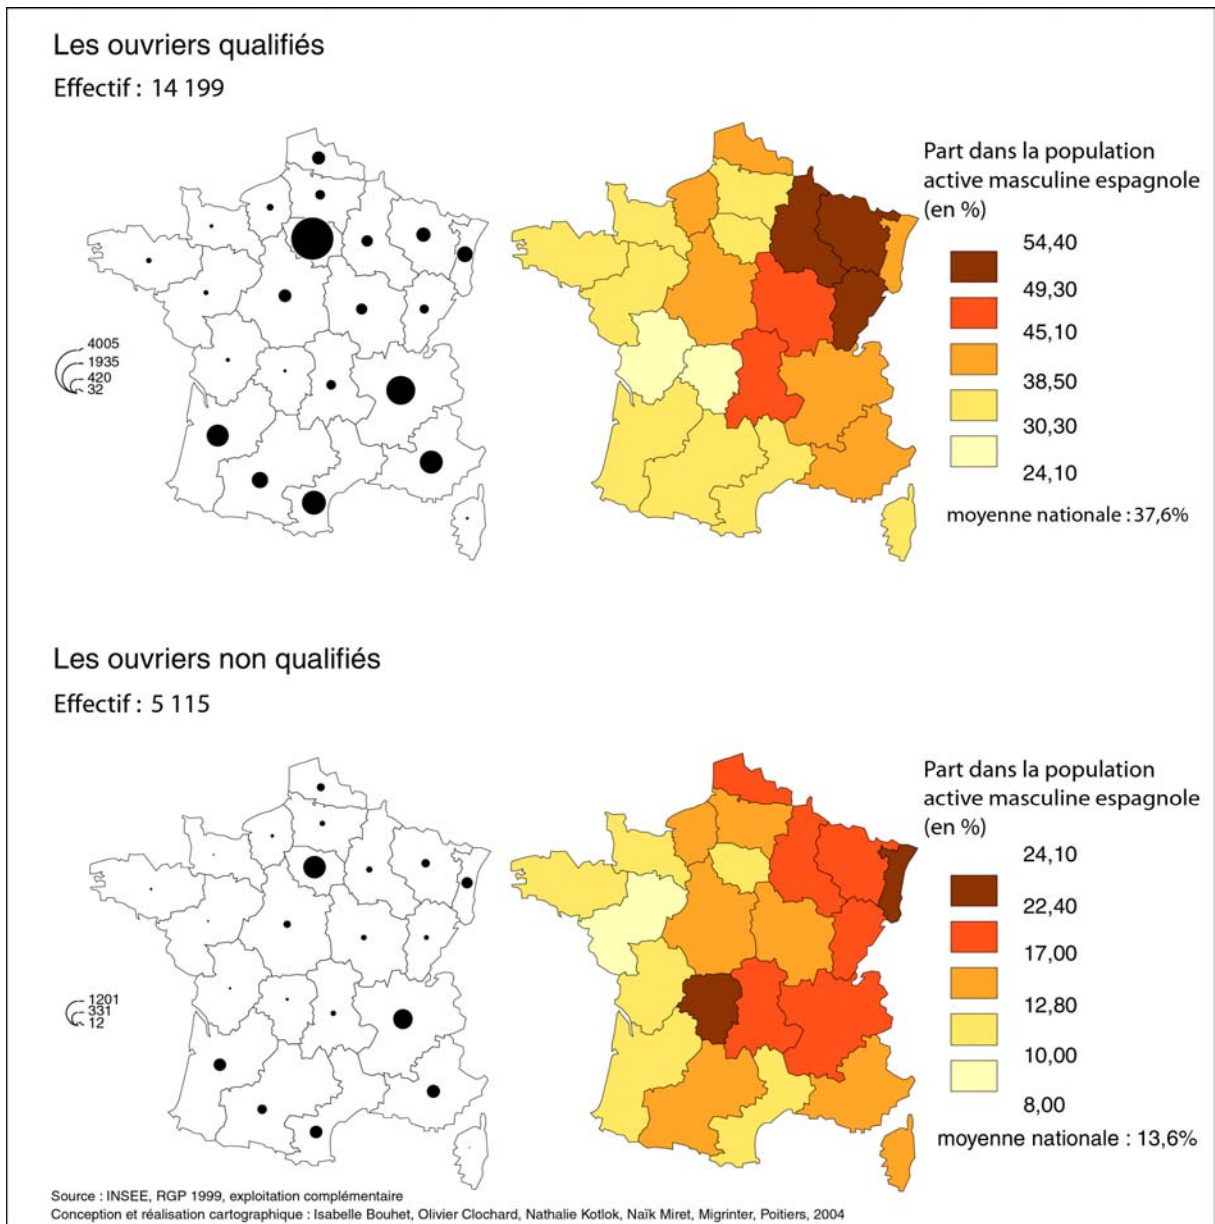 Les ouvriers qualifiés
Effectif : 14 199
4005
1935
420
32
Part dans la population
active masculine espagnole
(en %)
54,40
49,30
45,10
38,50
30,30
24,10
moyenne nationale : 37,6%
Les ouvriers non qualifiés
Effectif : 5 115
1201
331
12
Part dans la population
active masculine espagnole
(en %)
24,10
22,40
17,00
12,80
10,00
8,00
moyenne nationale : 13,6%
Source : INSEE, RGP 1999, exploitation complémentaire
Conception et réalisation cartographique : Isabelle Bouhet, Olivier Clochard, Nathalie Kotlok, Naïk Miret, Migrinter, Poitiers, 2004